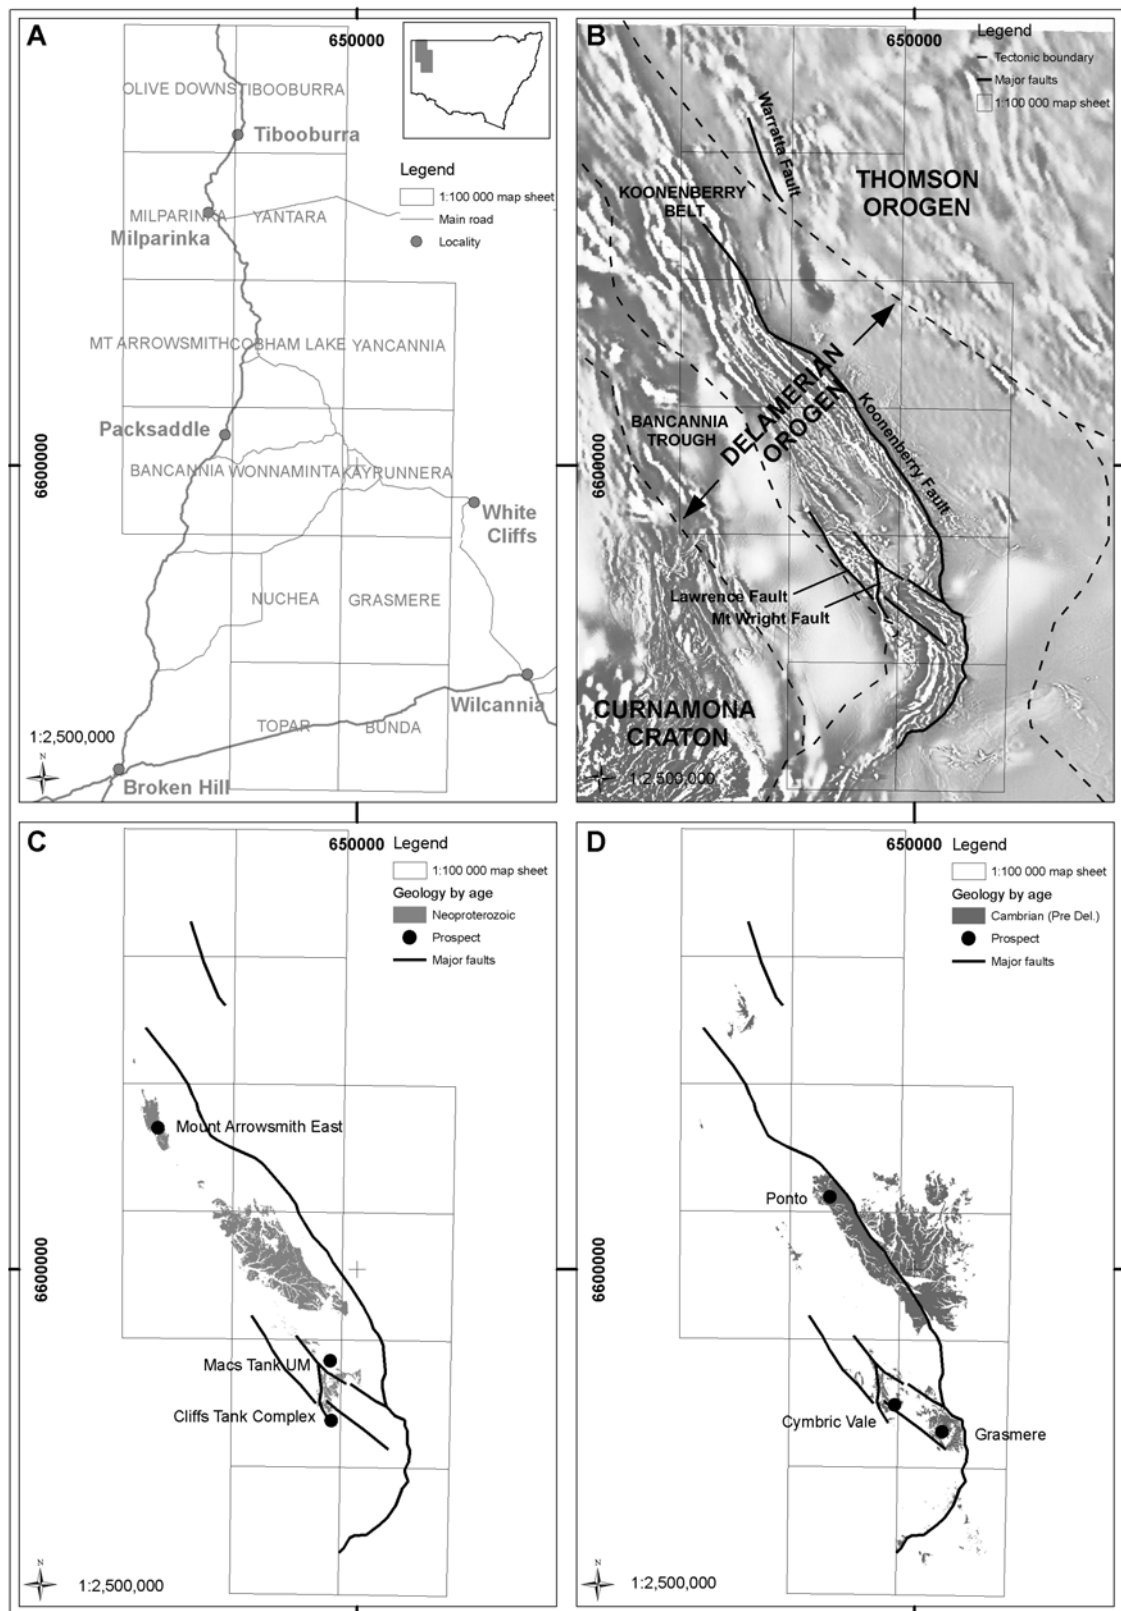 A
650000
OLIVE DOWNS TIBOOBURRA
Tibooburra
Legend
1:100 000 map sheet
Main road
Locality
MILPARINKA YANTARA
Milparinka
MT ARROWSMITH COBHAM LAKE YANCANNIA
Packsaddle
6600000
BANCANNIA WONNAMINTA KAYRUNNERA
White
Cliffs
NUCHEA GRASMERE
Wilcannia
TOPAR BUNDA
1:2,500,000
N
Broken Hill
B
650000
Legend
Tectonic boundary
Major faults
1:100 000 map sheet
Warratta Fault
THOMSON
OROGEN
KOONENBERRY
BELT
DELAMERIAN
OROGEN
BANCANNIA
TROUGH
Koonenberry Fault
6600000
Lawrence Fault
Mt Wright Fault
CURNAMONA
CRATON
1:2,500,000
C
650000
Legend
1:100 000 map sheet
Geology by age
Neoproterozoic
Prospect
Major faults
Mount Arrowsmith East
6600000
Macs Tank UM
Cliffs Tank Complex
N
1:2,500,000
D
650000
Legend
1:100 000 map sheet
Geology by age
Cambrian (Pre Del.)
Prospect
Major faults
Ponto
6600000
Cymbric Vale
Grasmere
N
1:2,500,000